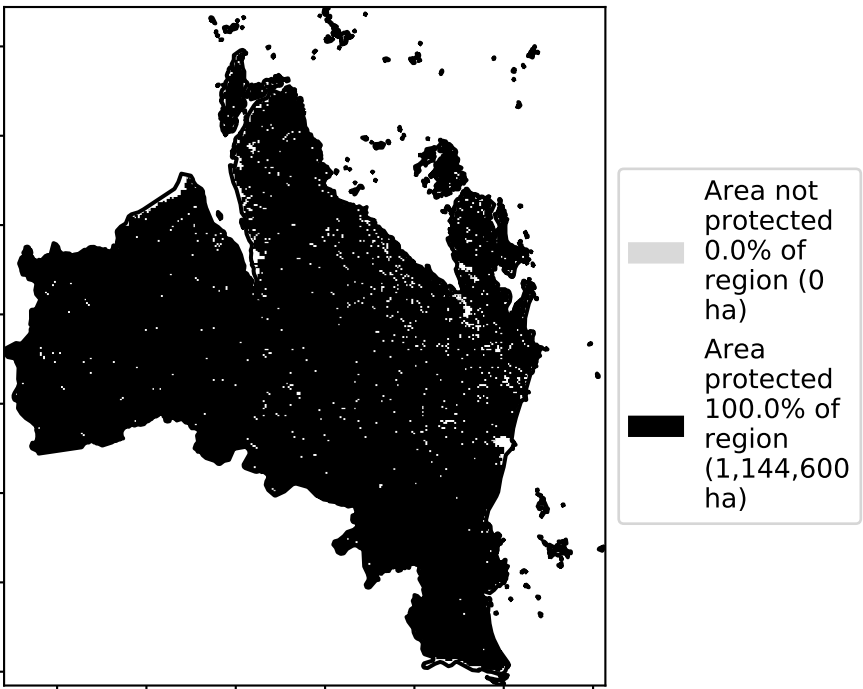 Area not
protected
0.0% of
region (0
ha)
Area
protected
100.0% of
region
(1,144,600
ha)